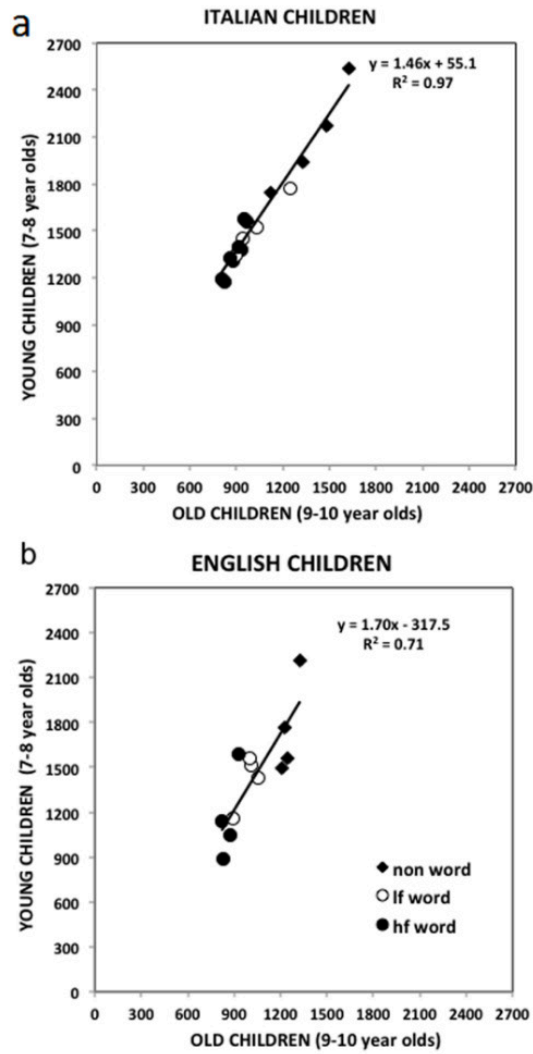 a
ITALIAN CHILDREN
YOUNG CHILDREN (7-8 year olds)
2700
2400
2100
1800
1500
1200
900
600
300
0
y = 1.46x + 55.1
R² = 0.97
0 300 600 900 1200 1500 1800 2100 2400 2700
OLD CHILDREN (9-10 year olds)
b
ENGLISH CHILDREN
YOUNG CHILDREN (7-8 year olds)
2700
2400
2100
1800
1500
1200
900
600
300
0
y = 1.70x - 317.5
R² = 0.71
non word
lf word
hf word
0 300 600 900 1200 1500 1800 2100 2400 2700
OLD CHILDREN (9-10 year olds)